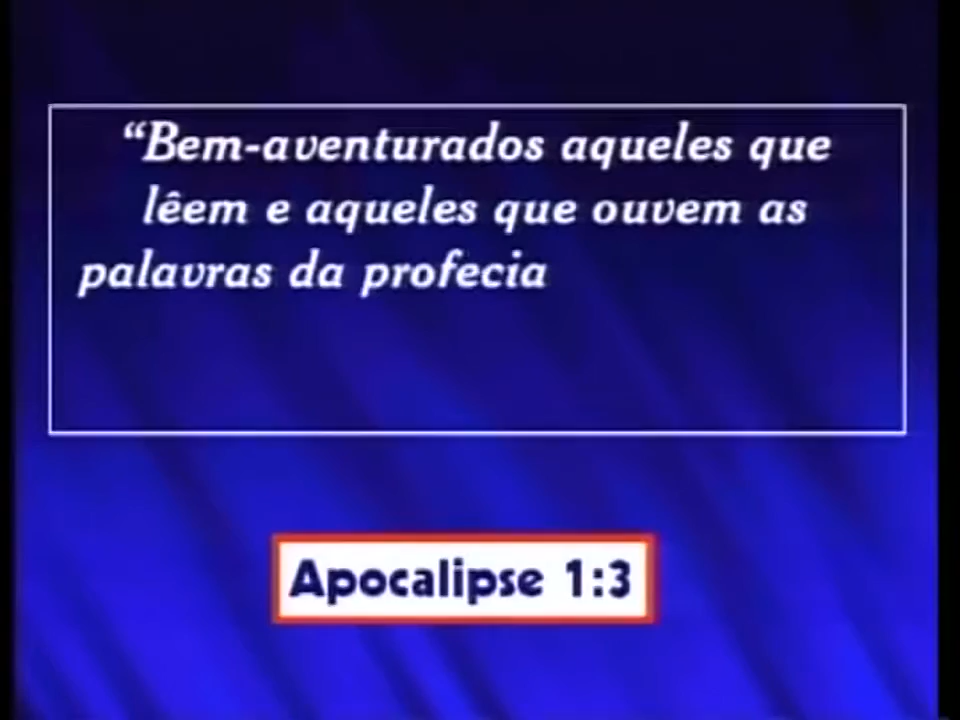 “Bem-aventurados aqueles que
lêem e aqueles que ouvem as
palavras da profecia
Apocalipse 1:3